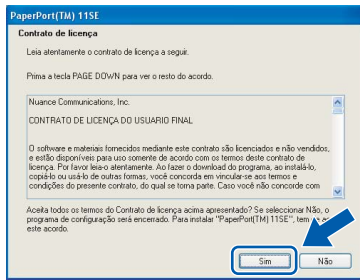 PaperPort(TM) 11SE
Contrato de licença
Leia atentamente o contrato de licença a seguir.
Prima a tecla PAGE DOWN para ver o resto do acordo.
Nuance Communications, Inc.
CONTRATO DE LICENÇA DO USUARIO FINAL
O software e materiais fornecidos mediante este contrato são licenciados e não vendidos,
e estão disponíveis para uso somente de acordo com os termos deste contrato de
licença. Por favor leia-o atentamente. Ao fazer o download do programa, ao instalá-lo,
copiá-lo ou usá-lo de outras formas, você concorda em vincular-se aos termos e
condições do presente contrato, do qual se torna parte. Caso você não concorde com
Aceita todos os termos do Contrato de licença acima apresentado? Se seleccionar Não, o
programa de configuração será encerrado. Para instalar "PaperPort(TM) 11SE", tem
este acordo.
Sim
Não